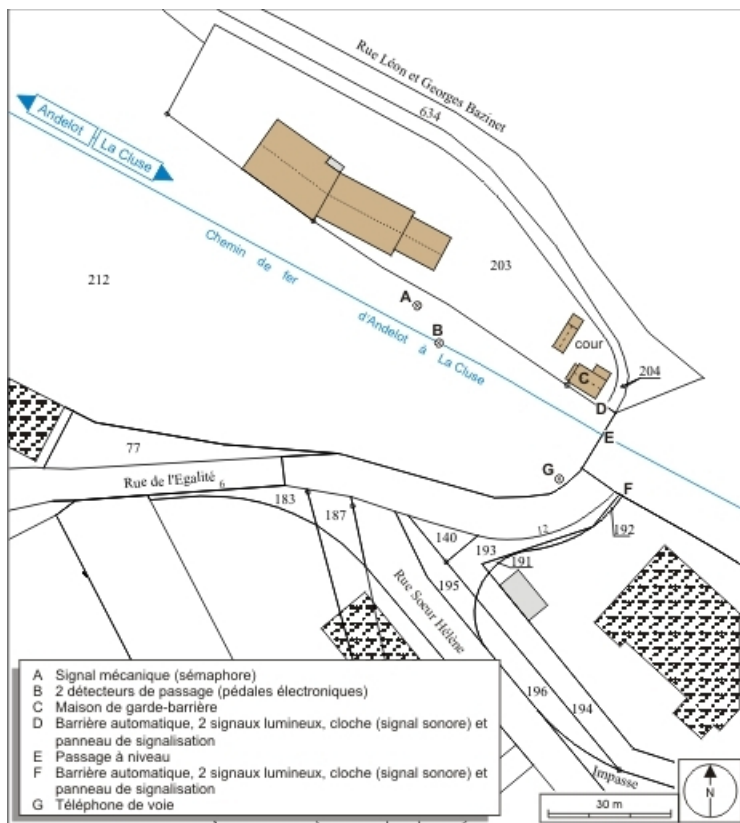 Rue Léon et Georges Bazinet
634
Andelot
La Cluse
Chemin de fer
d'Andelot à La Cluse
203
212
A
B
cour
C
204
D
E
77
G
F
Rue de l'Egalité
6
183
187
12
192
140
193
191
195
Rue Soeur Hélène
196
194
Impasse
A Signal mécanique (sémaphore)
B 2 détecteurs de passage (pédales électroniques)
C Maison de garde-barrière
D Barrière automatique, 2 signaux lumineux, cloche (signal sonore) et
panneau de signalisation
E Passage à niveau
F Barrière automatique, 2 signaux lumineux, cloche (signal sonore) et
panneau de signalisation
G Téléphone de voie
30 m
N